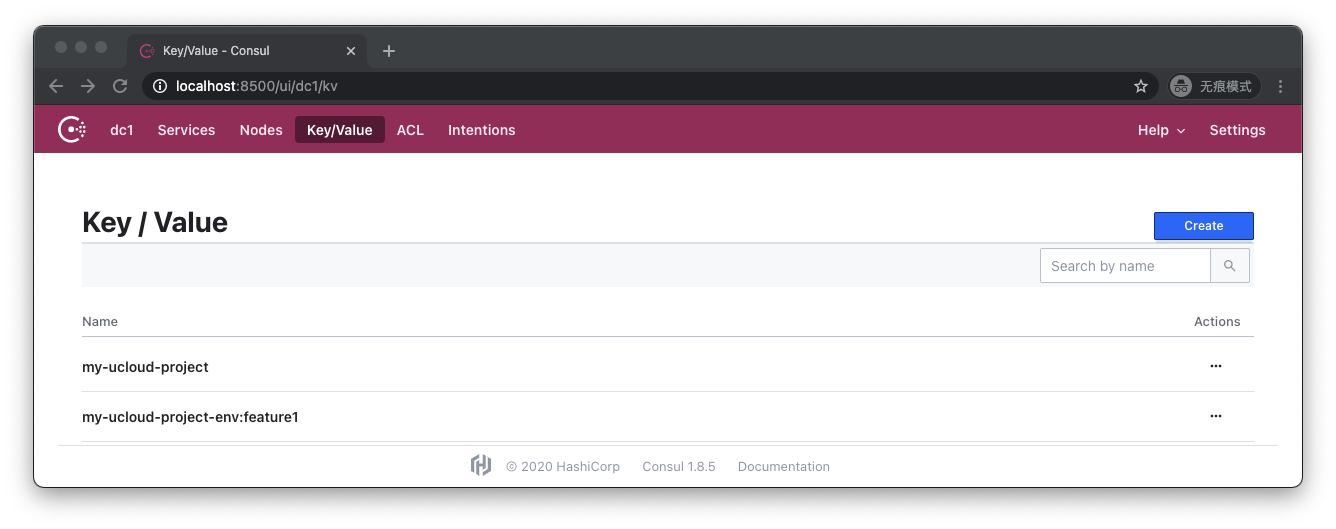 Key/Value - Consul
localhost:8500/ui/dc1/kv
无痕模式
dc1 Services Nodes Key/Value ACL Intentions Help Settings
Key / Value
Create
Search by name
Name Actions
my-ucloud-project
my-ucloud-project-env:feature1
© 2020 HashiCorp Consul 1.8.5 Documentation